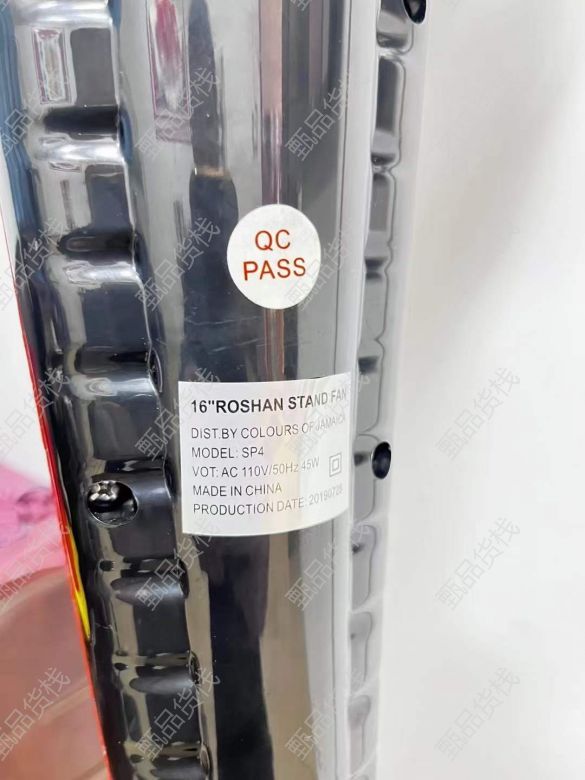 QC
PASS
16"ROSHAN STAND FAN
DIST.BY COLOURS OF JAMAICA
MODEL: SP4
VOT: AC 110V/50Hz 45W
MADE IN CHINA
PRODUCTION DATE: 20190728
甄品货栈